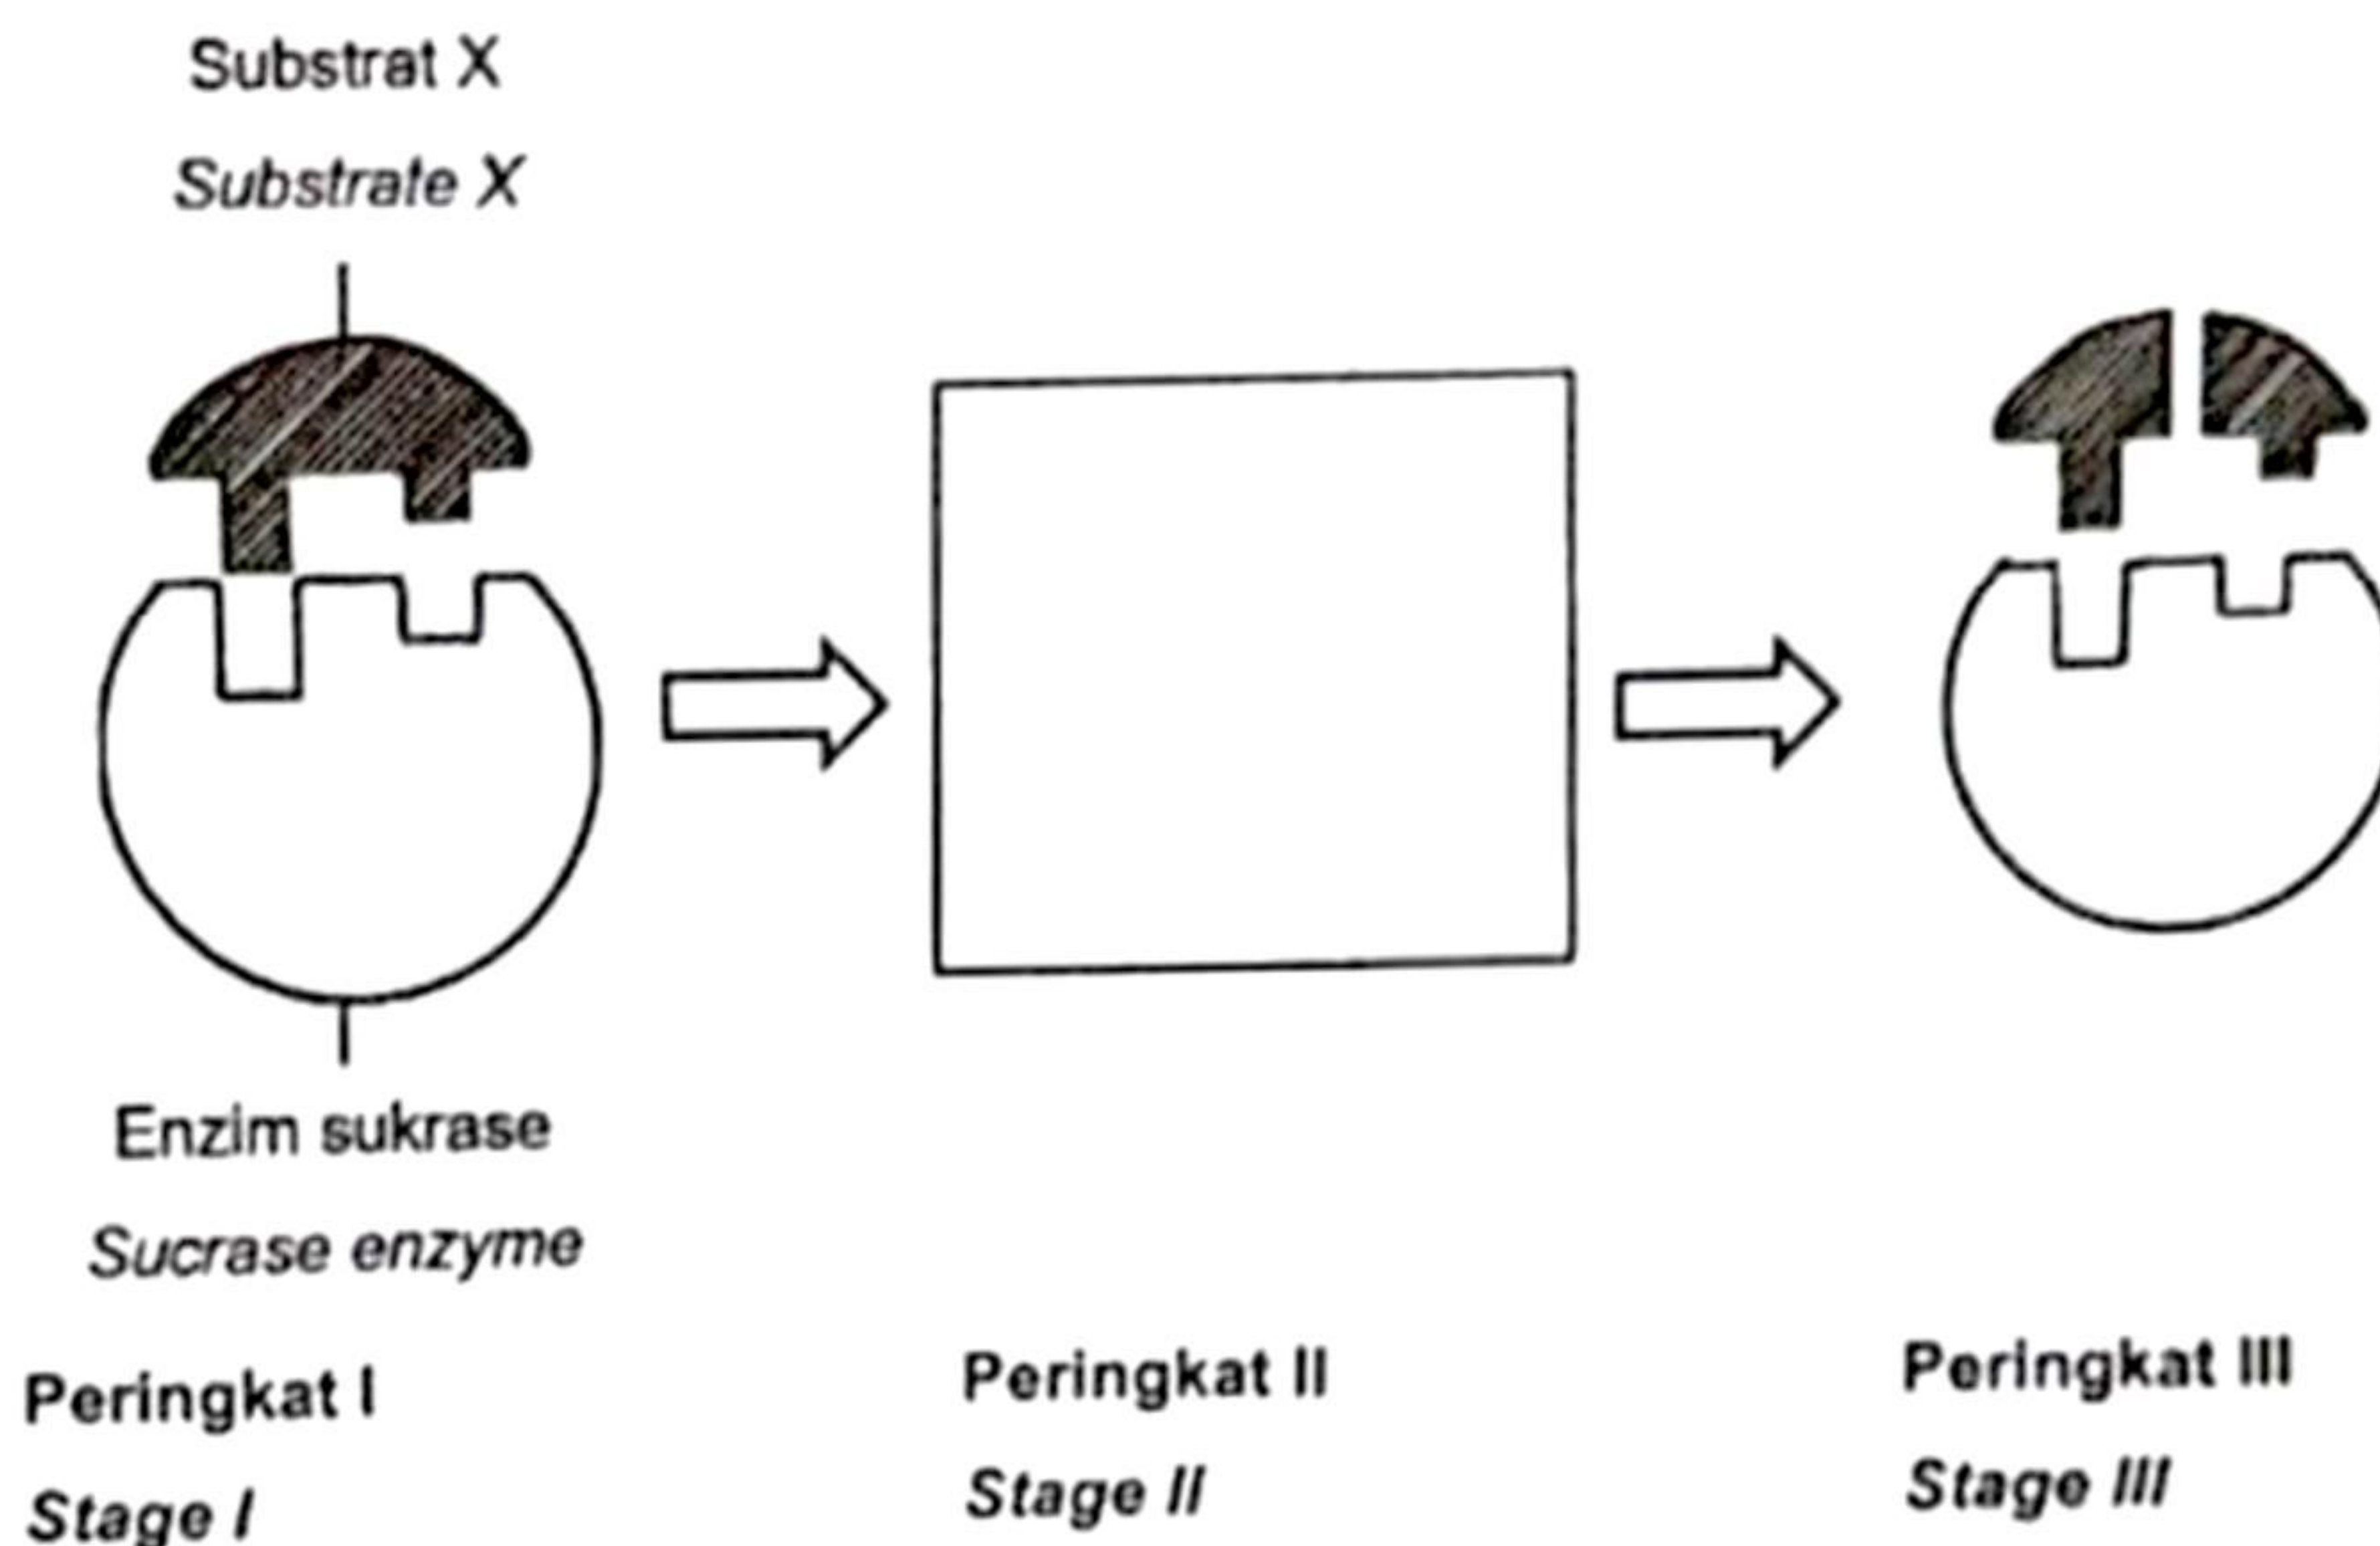 Substrat X
Substrate X
Enzim sukrase
Sucrase enzyme
Peringkat I
Stage I
Peringkat II
Stage II
Peringkat III
Stage III